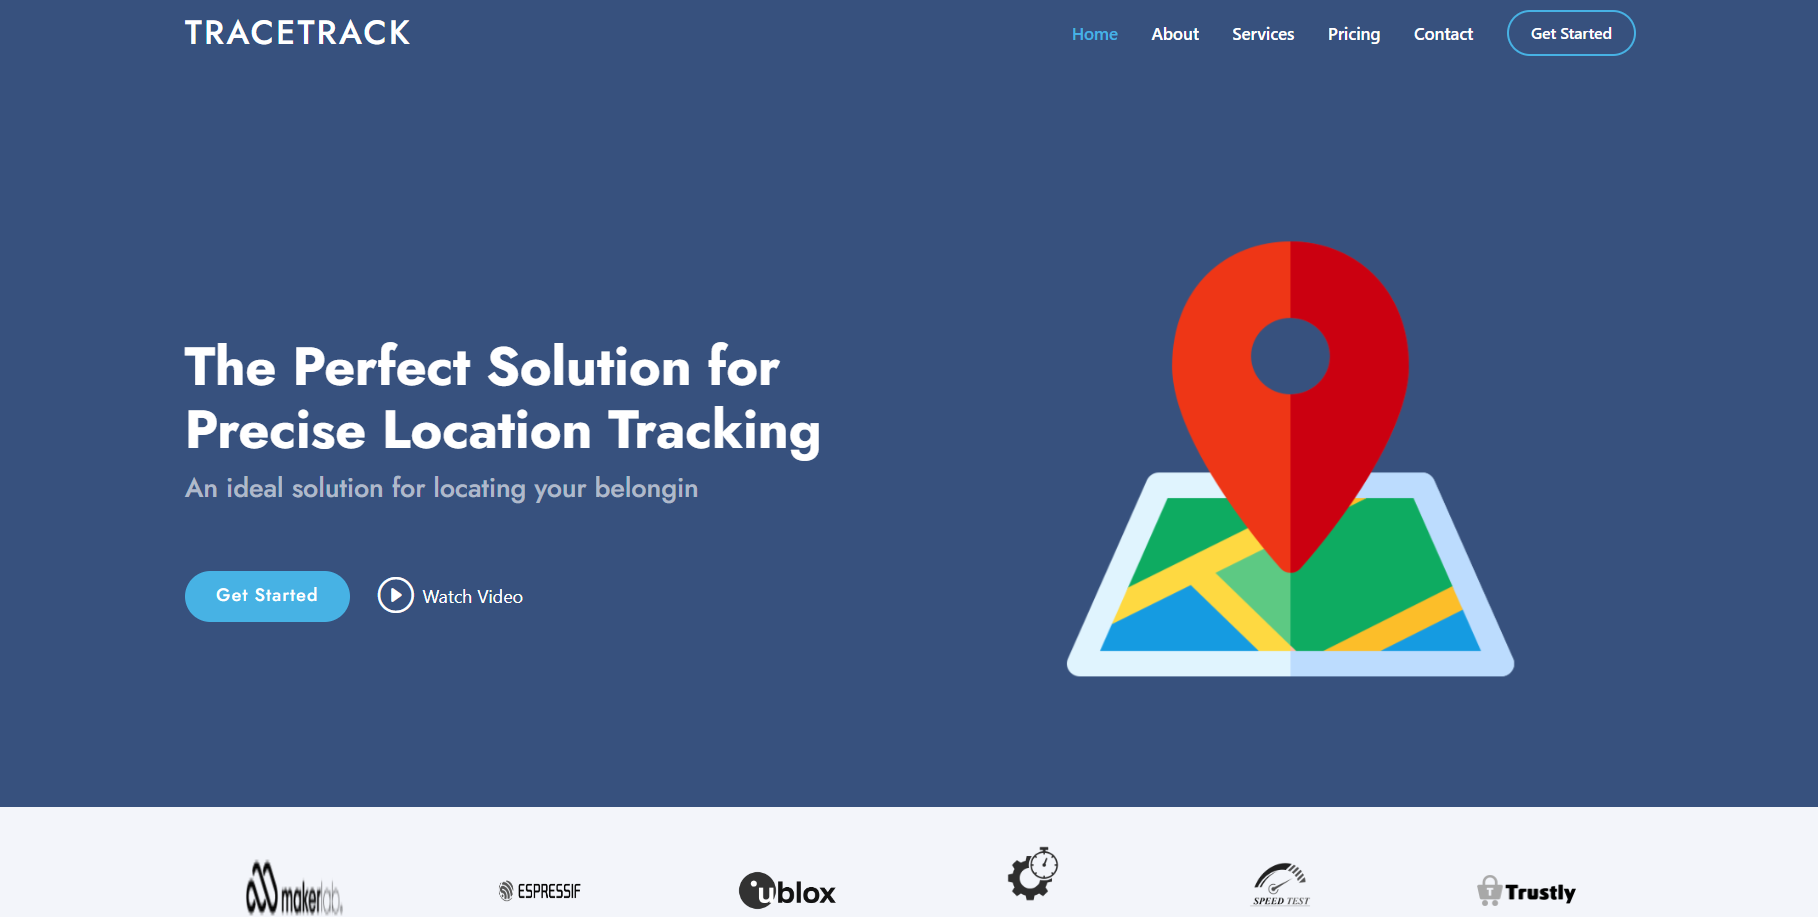 TRACETRACK
Home About Services Pricing Contact Get Started
The Perfect Solution for
Precise Location Tracking
An ideal solution for locating your belongin
Get Started Watch Video
makerlab. ESPRESSIF ublox SPEED TEST Trustly